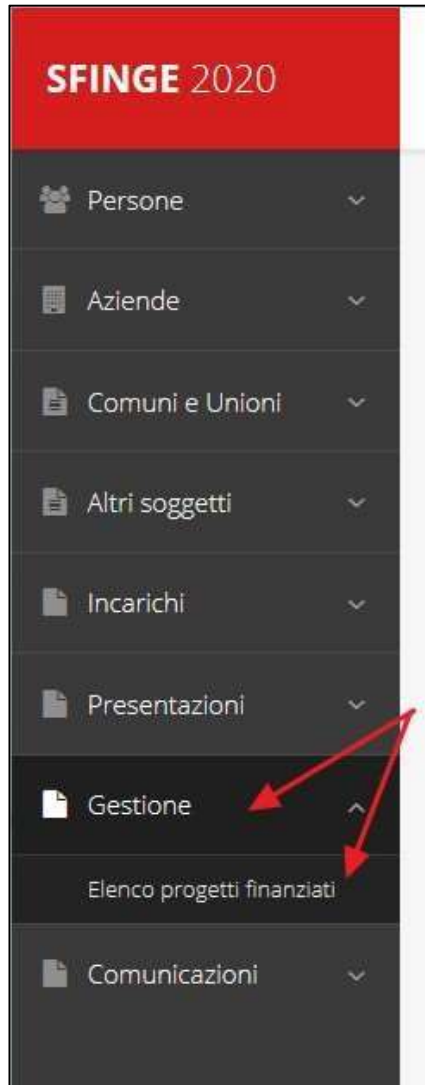 SFINGE 2020
Persone
Aziende
Comuni e Unioni
Altri soggetti
Incarichi
Presentazioni
Gestione
Elenco progetti finanziati
Comunicazioni